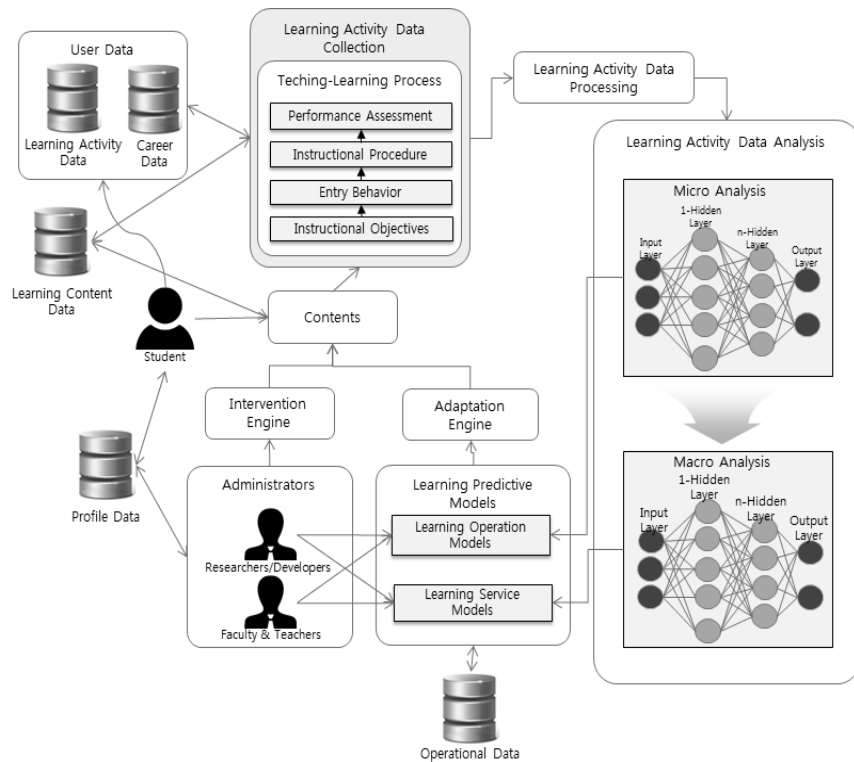 User Data
Learning Activity
Data
Career
Data
Learning Activity Data
Collection
Teching-Learning Process
Performance Assessment
Instructional Procedure
Entry Behavior
Instructional Objectives
Learning Activity Data
Processing
Learning Activity Data Analysis
Micro Analysis
1-Hidden
Layer
n-Hidden
Layer
Input
Layer
Output
Layer
Learning Content
Data
Student
Contents
Intervention
Engine
Adaptation
Engine
Profile Data
Administrators
Researchers/Developers
Faculty & Teachers
Learning Predictive
Models
Learning Operation
Models
Learning Service
Models
Operational Data
Macro Analysis
1-Hidden
Layer
n-Hidden
Layer
Input
Layer
Output
Layer